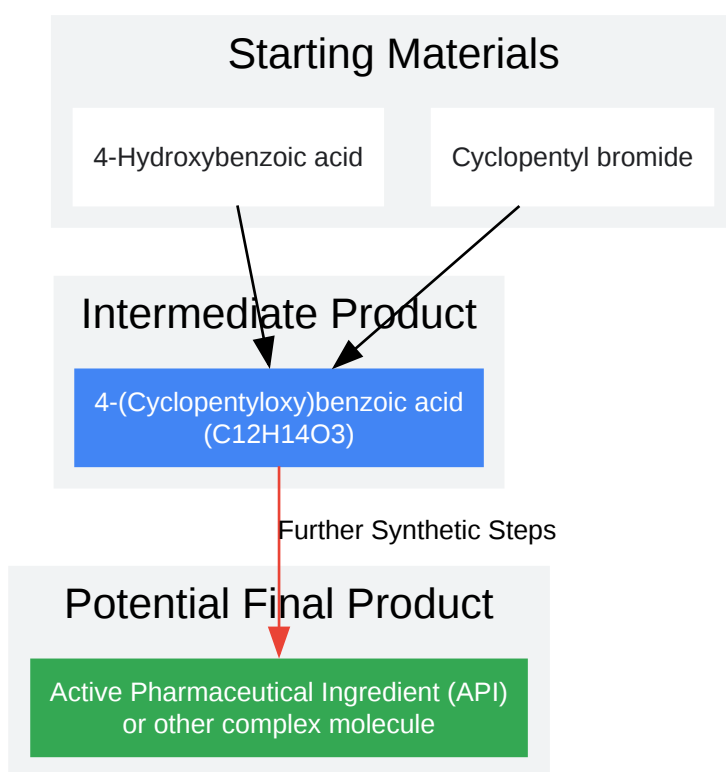 Starting Materials
4-Hydroxybenzoic acid
Cyclopentyl bromide
Intermediate Product
4-(Cyclopentyloxy)benzoic acid
(C12H14O3)
Further Synthetic Steps
Potential Final Product
Active Pharmaceutical Ingredient (API)
or other complex molecule